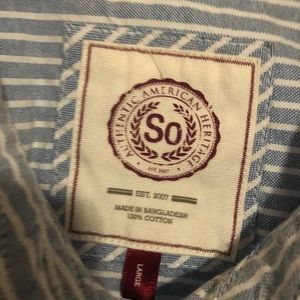 AUTHENTIC AMERICAN HERITAGE
So
EST. 2007
EST. 2007
MADE IN BANGLADESH
100% COTTON
LARGE